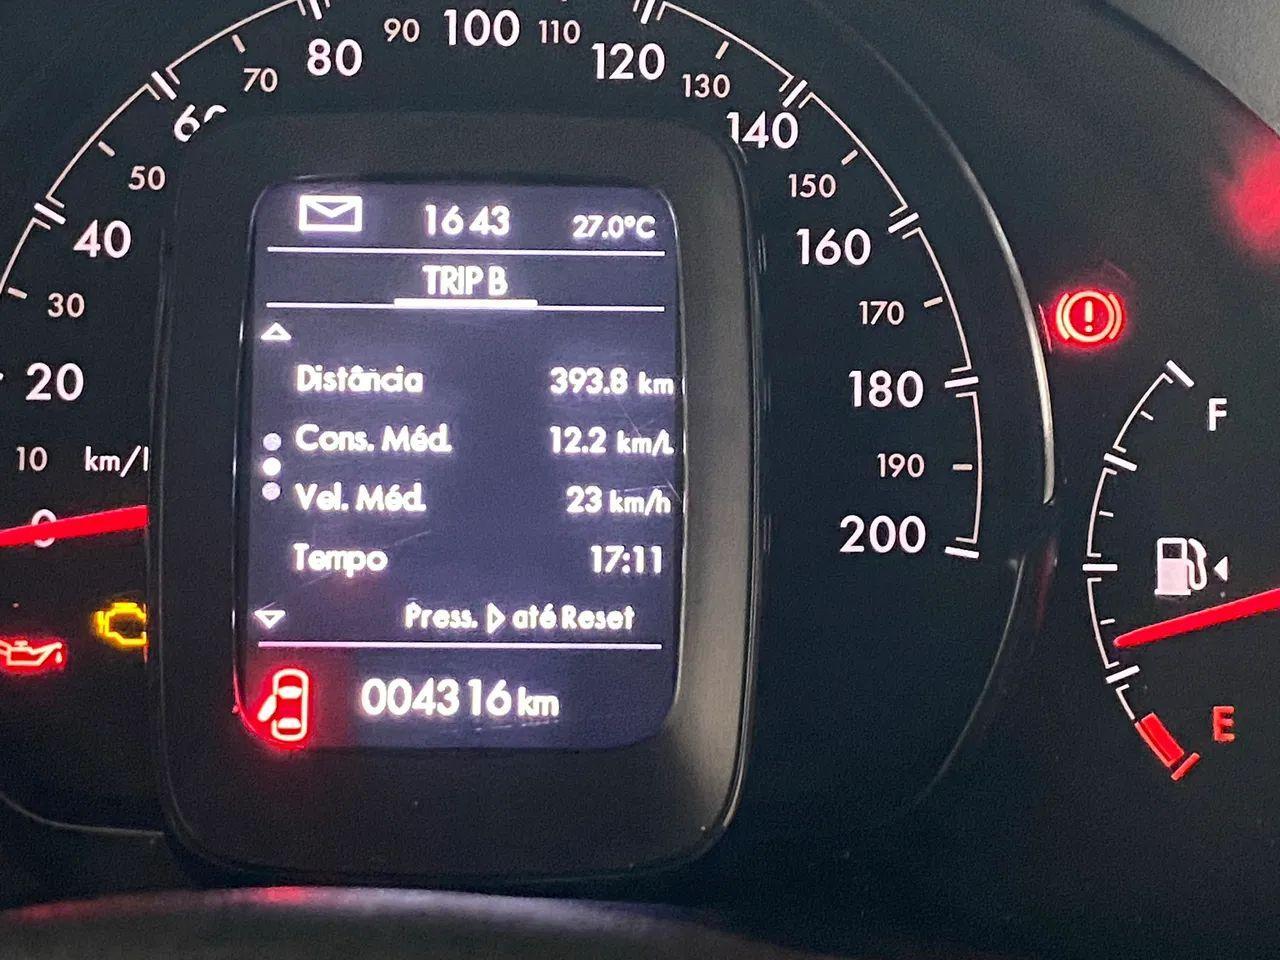 90 100 110
80 120
70 130
60 140
50 150
40 160
30 170
20 180
10 km/h 190
0 200
16 43 27.0°C
TRIP B
Distância 393.8 km
Cons. Méd. 12.2 km/L
Vel. Méd. 23 km/h
Tempo 17:11
Press. ▷ até Reset
004316 km
F
E